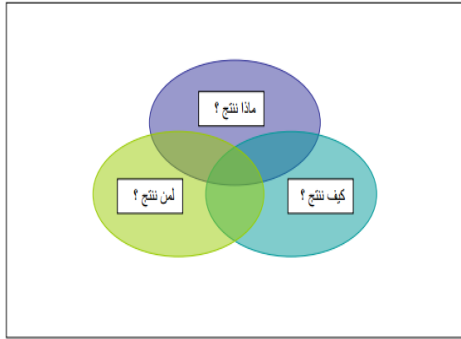 ماذا ننتج ؟
كيف ننتج ؟
لمن ننتج ؟